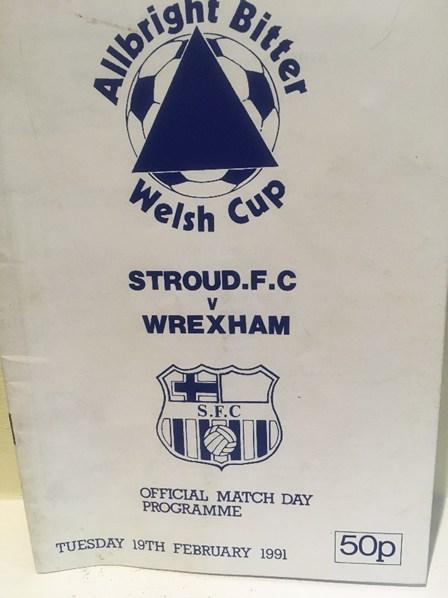 Allbright Bitter
Welsh Cup
STROUD.F.C
V
WREXHAM
S.F.C
OFFICIAL MATCH DAY
PROGRAMME
TUESDAY 19TH FEBRUARY 1991
50p